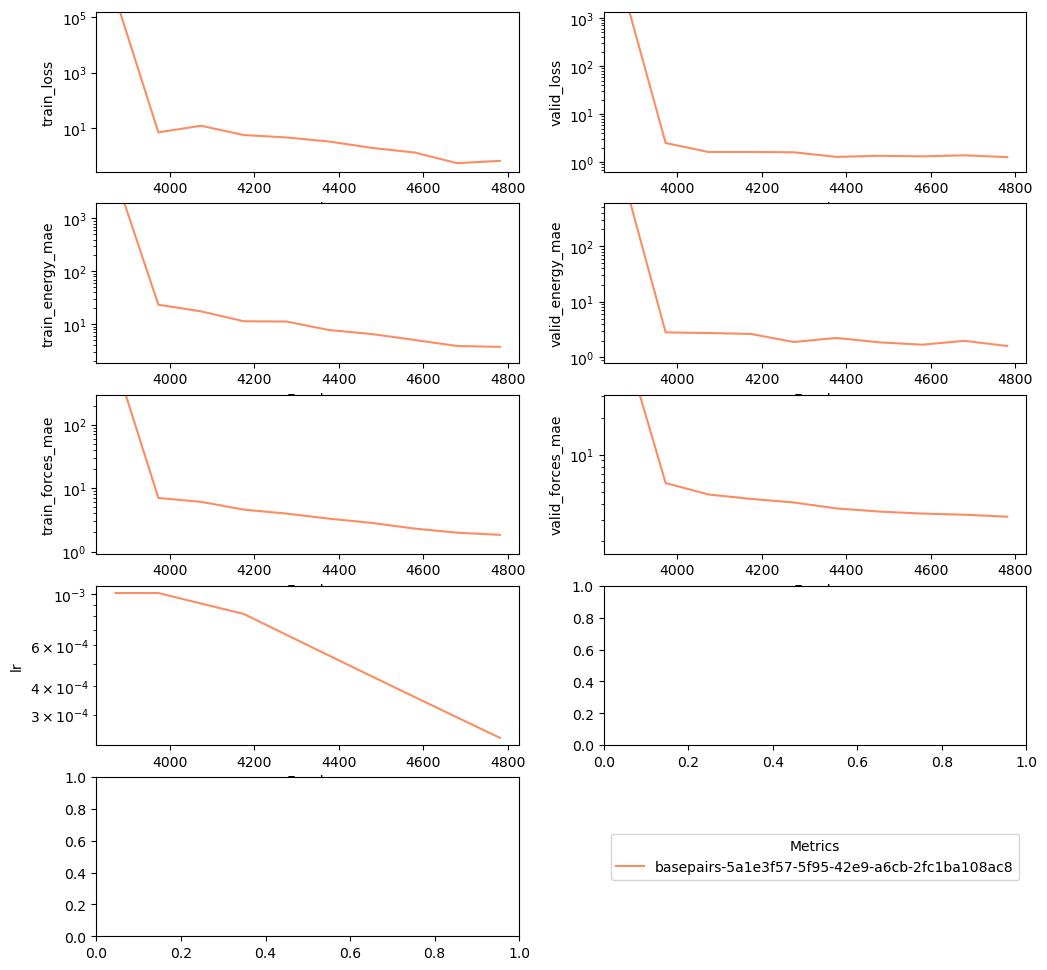 10^5
10^3
10^1
train_loss
4000 4200 4400 4600 4800
10^3
10^2
10^1
10^0
valid_loss
4000 4200 4400 4600 4800
10^3
10^2
10^1
train_energy_mae
4000 4200 4400 4600 4800
10^2
10^1
10^0
valid_energy_mae
4000 4200 4400 4600 4800
10^2
10^1
10^0
train_forces_mae
4000 4200 4400 4600 4800
10^1
valid_forces_mae
4000 4200 4400 4600 4800
10^−3
6 × 10^−4
4 × 10^−4
3 × 10^−4
lr
4000 4200 4400 4600 4800
1.0
0.8
0.6
0.4
0.2
0.0
0.0 0.2 0.4 0.6 0.8 1.0
1.0
0.8
0.6
0.4
0.2
0.0
0.0 0.2 0.4 0.6 0.8 1.0
Metrics
basepairs-5a1e3f57-5f95-42e9-a6cb-2fc1ba108ac8